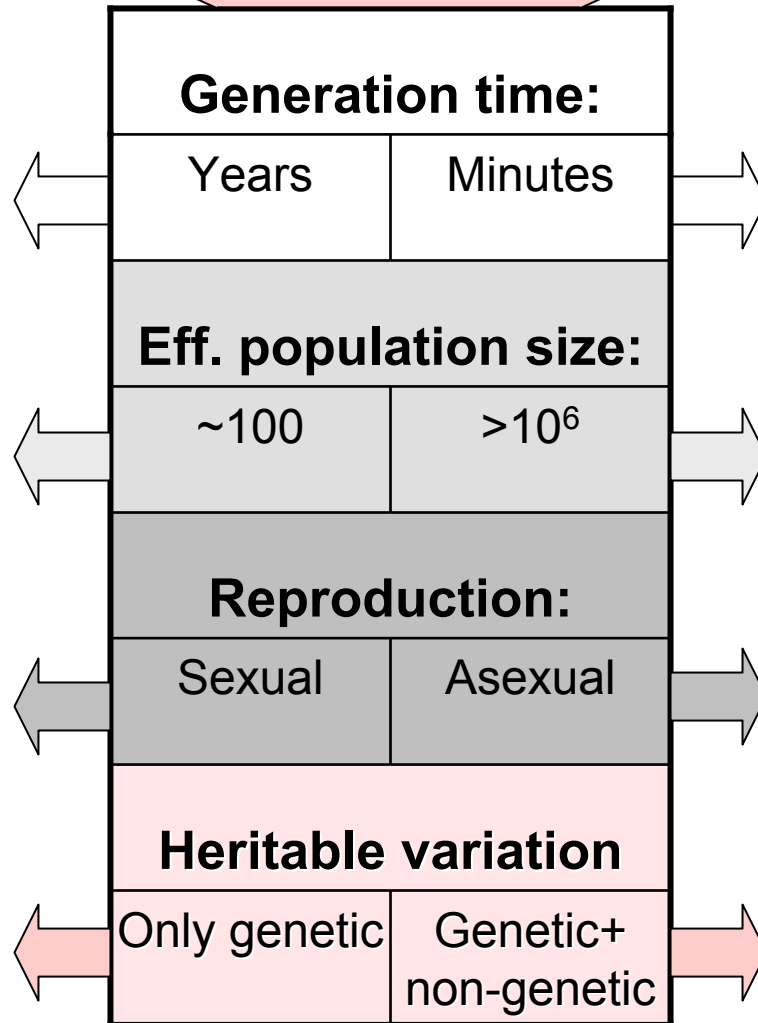 Generation time:
Years Minutes
Eff. population size:
~100 >10⁶
Reproduction:
Sexual Asexual
Heritable variation
Only genetic Genetic+
non-genetic